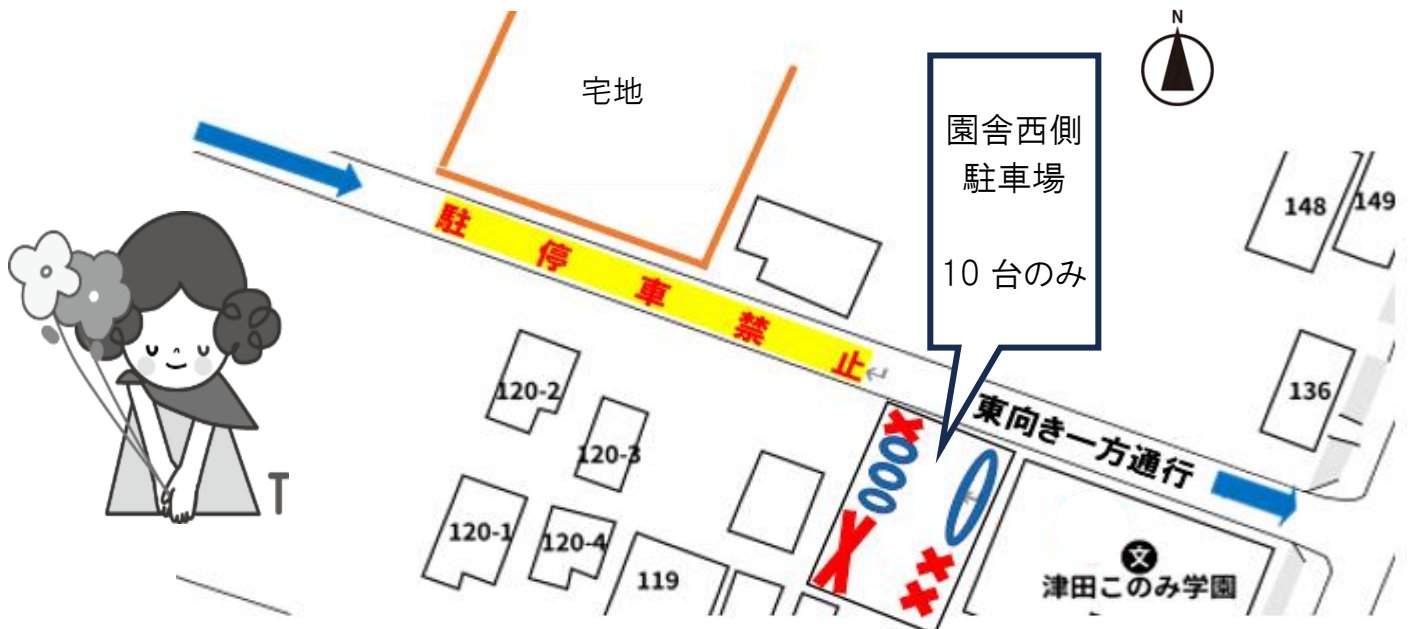 N
宅地
園舎西側
駐車場
10 台のみ
148
149
駐停車禁止
136
東向き一方通行
120-2
120-3
120-1
120-4
119
文
津田このみ学園
T